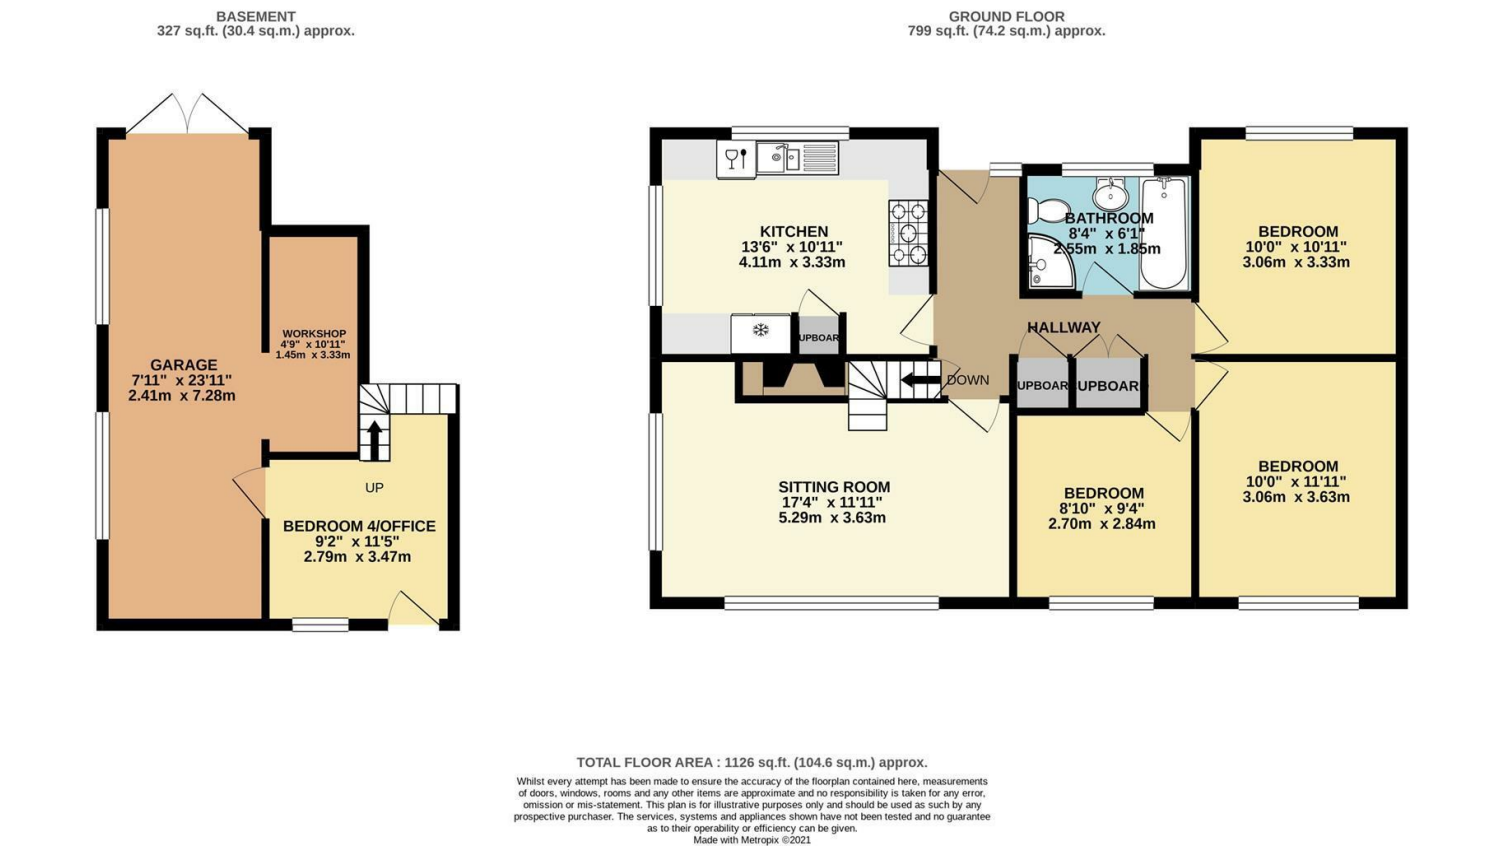 BASEMENT
327 sq.ft. (30.4 sq.m.) approx.
GROUND FLOOR
799 sq.ft. (74.2 sq.m.) approx.
GARAGE
7'11" x 23'11"
2.41m x 7.28m
WORKSHOP
4'9" x 10'11"
1.45m x 3.33m
UP
BEDROOM 4/OFFICE
9'2" x 11'5"
2.79m x 3.47m
KITCHEN
13'6" x 10'11"
4.11m x 3.33m
UPBOAR
BATHROOM
8'4" x 6'1"
2.55m x 1.85m
BEDROOM
10'0" x 10'11"
3.06m x 3.33m
HALLWAY
DOWN
UPBOAR
UPBOARD
SITTING ROOM
17'4" x 11'11"
5.29m x 3.63m
BEDROOM
8'10" x 9'4"
2.70m x 2.84m
BEDROOM
10'0" x 11'11"
3.06m x 3.63m
TOTAL FLOOR AREA : 1126 sq.ft. (104.6 sq.m.) approx.
Whilst every attempt has been made to ensure the accuracy of the floorplan contained here, measurements
of doors, windows, rooms and any other items are approximate and no responsibility is taken for any error,
omission or mis-statement. This plan is for illustrative purposes only and should be used as such by any
prospective purchaser. The services, systems and appliances shown have not been tested and no guarantee
as to their operability or efficiency can be given.
Made with Metropix ©2021